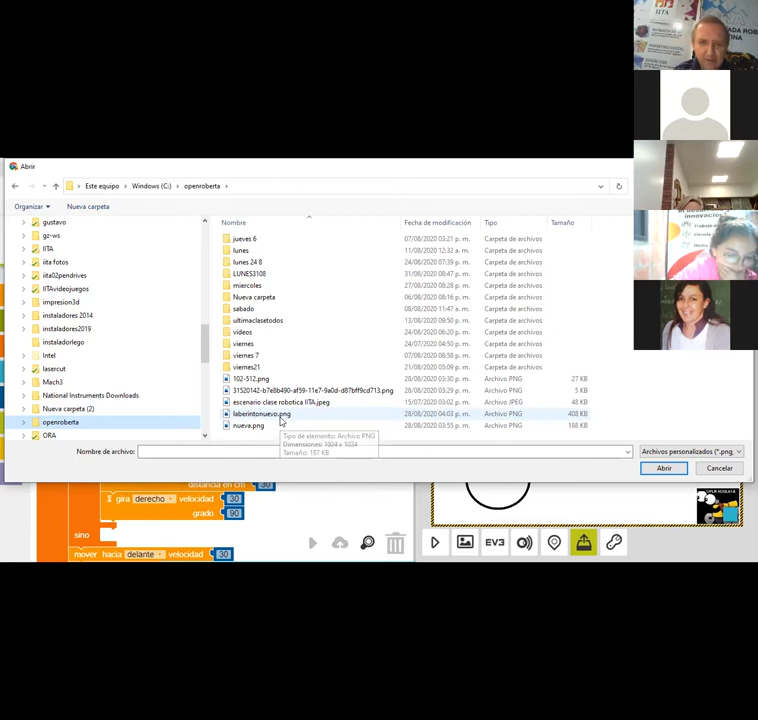 Abrir
Este equipo > Windows (C:) > openroberta >
Organizar Nueva carpeta
Nombre Fecha de modificación Tipo Tamaño
gustavo
gz-ws
IITA
iita fotos
iita02pendrives
IITAvideojuegos
impresion3d
instaladores 2014
instaladores2019
instaladorlego
Intel
lasercut
Mach3
National Instruments Downloads
Nueva carpeta (2)
openroberta
ORA
jueves 6 07/08/2020 03:21 p. m. Carpeta de archivos
lunes 11/08/2020 12:32 a. m. Carpeta de archivos
lunes 24 8 24/08/2020 07:39 p. m. Carpeta de archivos
LUNES3108 31/08/2020 08:47 p. m. Carpeta de archivos
miercoles 27/08/2020 08:28 p. m. Carpeta de archivos
Nueva carpeta 06/08/2020 08:16 p. m. Carpeta de archivos
sabado 08/08/2020 11:47 a. m. Carpeta de archivos
ultimaclasetodos 13/08/2020 09:50 p. m. Carpeta de archivos
videos 24/08/2020 06:20 p. m. Carpeta de archivos
viernes 24/07/2020 04:50 p. m. Carpeta de archivos
viernes 7 07/08/2020 08:58 p. m. Carpeta de archivos
viernes21 21/08/2020 05:09 p. m. Carpeta de archivos
102-512.png 28/08/2020 03:30 p. m. Archivo PNG 27 KB
31520142-b7e8b490-af59-11e7-9a0d-d87bff9cd713.png 28/08/2020 03:29 p. m. Archivo PNG 5 KB
escenario clase robotica IITA.jpeg 15/07/2020 03:02 p. m. Archivo JPEG 48 KB
laberintonuevo.png 28/08/2020 04:03 p. m. Archivo PNG 408 KB
nueva.png 28/08/2020 03:55 p. m. Archivo PNG 188 KB
Tipo de elemento: Archivo PNG
Dimensiones: 1024 x 1024
Tamaño: 187 KB
Nombre de archivo: Archivos personalizados (*.png,
Abrir Cancelar
distancia en cm
gira derecho velocidad 30
grado 90
sino
mover hacia delante velocidad 30
EV3
OPEN ROBERTA